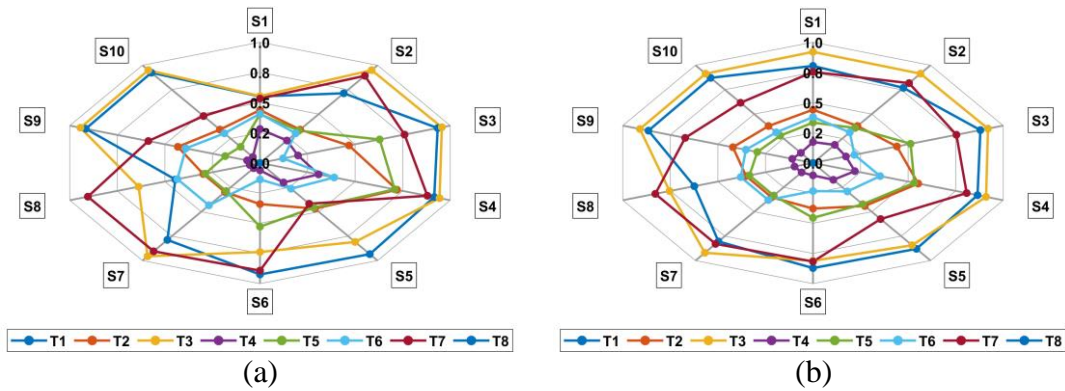 S1
S10
S2
1.0
0.8
S9
0.5
S3
0.2
0.0
S8
S4
S7
S5
S6
T1 T2 T3 T4 T5 T6 T7 T8
(a)
S1
S10
S2
1.0
0.8
S9
0.5
S3
0.2
0.0
S8
S4
S7
S5
S6
T1 T2 T3 T4 T5 T6 T7 T8
(b)